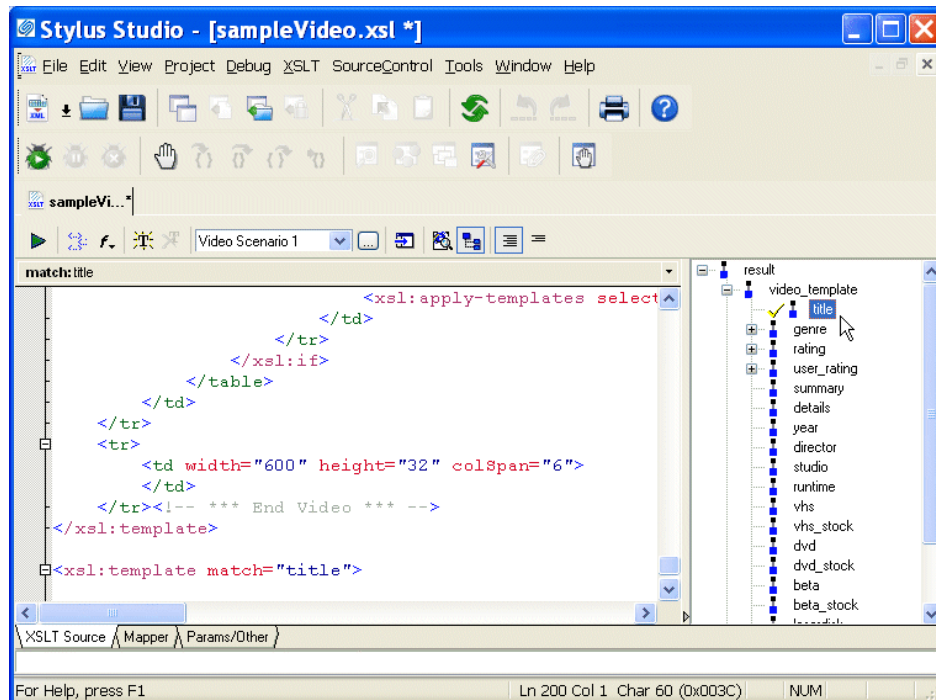 Stylus Studio - [sampleVideo.xsl *]
File Edit View Project Debug XSLT SourceControl Tools Window Help
sampleVi...*
Video Scenario 1
match:title
<xsl:apply-templates select
</td>
</tr>
</xsl:if>
</table>
</td>
</tr>
<tr>
<td width="600" height="32" colSpan="6">
</td>
</tr><!-- *** End Video *** -->
</xsl:template>
<xsl:template match="title">
result
video_template
title
genre
rating
user_rating
summary
details
year
director
studio
runtime
vhs
vhs_stock
dvd
dvd_stock
beta
beta_stock
XSLT Source Mapper Params/Other
For Help, press F1 Ln 200 Col 1 Char 60 (0x003C) NUM